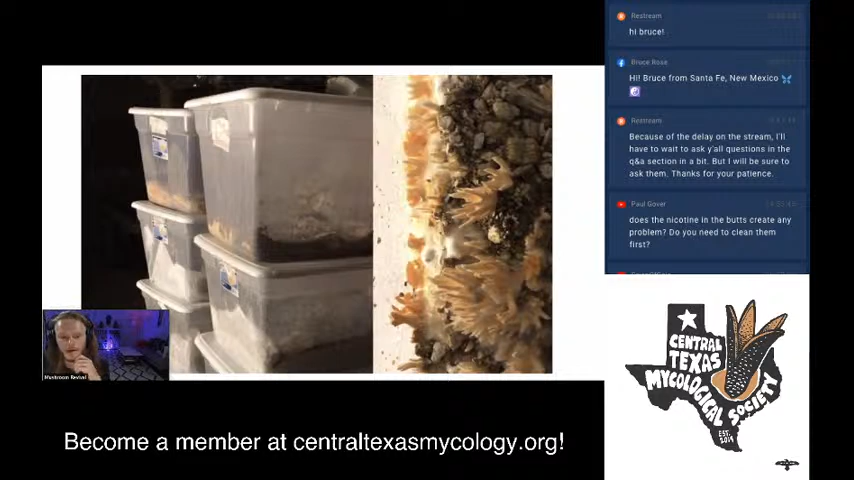 Restream
hi bruce!
Bruce Rose
Hi! Bruce from Santa Fe, New Mexico
Restream
Because of the delay on the stream, I'll
have to wait to ask y'all questions in the
q&a section in a bit. But I will be sure to
ask them. Thanks for your patience.
Paul Gover
does the nicotine in the butts create any
problem? Do you need to clean them
first?
Mushroom Revival
Become a member at centraltexasmycology.org!
CENTRAL
TEXAS
MYCOLOGICAL
SOCIETY
EST.
2019